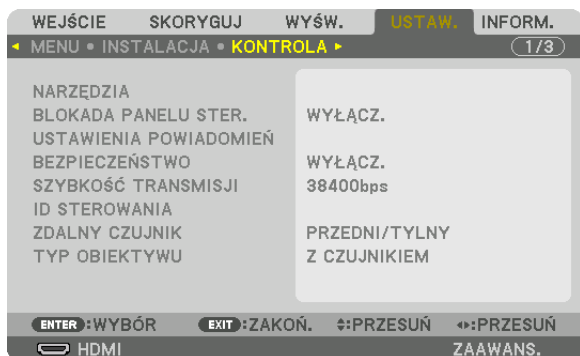 WEJŚCIE SKORYGUJ WYŚW. USTAW. INFORM.
MENU • INSTALACJA • KONTROLA 1/3
NARZĘDZIA
BLOKADA PANELU STER. WYŁĄCZ.
USTAWIENIA POWIADOMIEŃ
BEZPIECZEŃSTWO WYŁĄCZ.
SZYBKOŚĆ TRANSMISJI 38400bps
ID STEROWANIA
ZDALNY CZUJNIK PRZEDNI/TYLNY
TYP OBIEKTYWU Z CZUJNIKIEM
ENTER :WYBÓR EXIT :ZAKOŃ. :PRZESUŃ :PRZESUŃ
HDMI ZAAWANS.